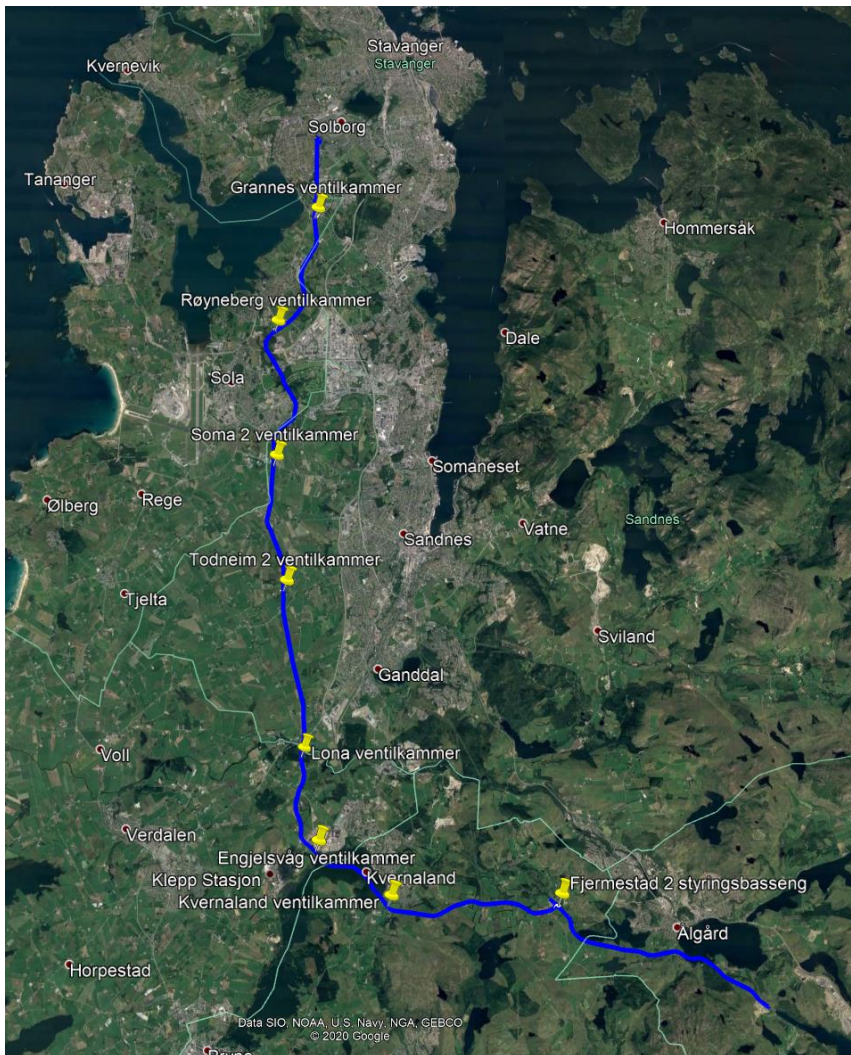 Stavanger
Stavanger
Kvernevik
Solborg
Tananger
Grannes ventilkammer
Hommersåk
Røyneberg ventilkammer
Dale
Sola
Soma 2 ventilkammer
Somaneset
Ølberg
Rege
Vatne
Sandnes
Sandnes
Todneim 2 ventilkammer
Tjelta
Sviland
Ganddal
Voll
Lona ventilkammer
Verdalen
Engjelsvåg ventilkammer
Klepp Stasjon
Kvernaland
Kvernaland ventilkammer
Fjermestad 2 styringsbasseng
Ålgård
Horpestad
Data SIO, NOAA, U.S. Navy, NGA, GEBCO
© 2020 Google